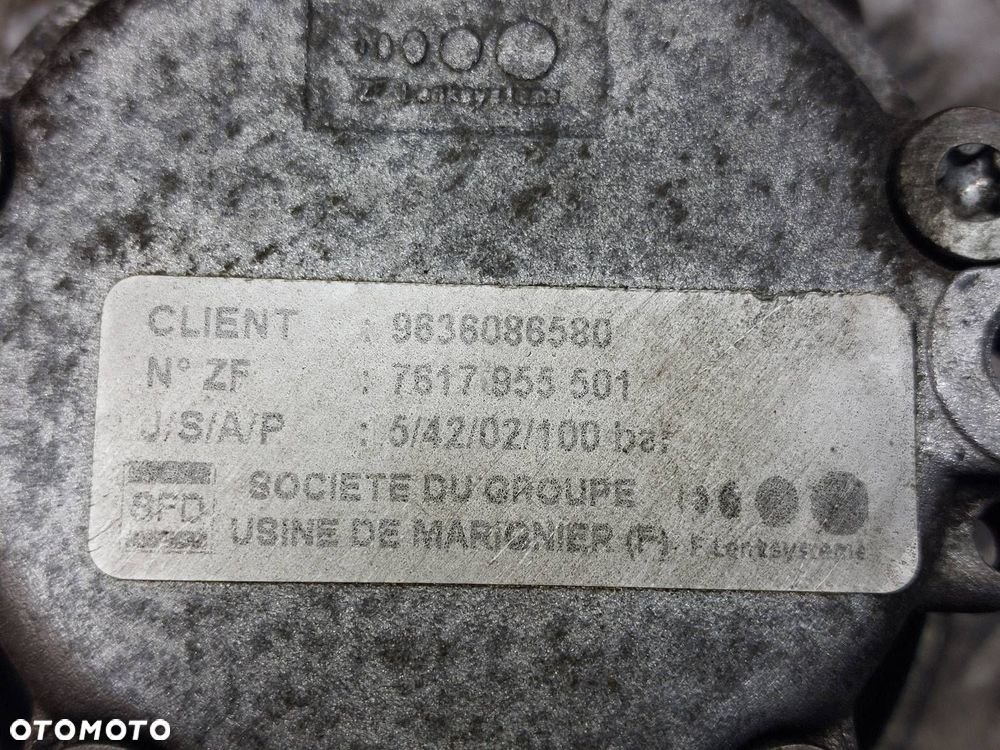 CLIENT : 9636086580
N° ZF : 7617 955 501
J/S/A/P : 5/42/02/100 bar
SFD
SOCIETE DU GROUPE
USINE DE MARIGNIER (F)
Lenksysteme
OTOMOTO